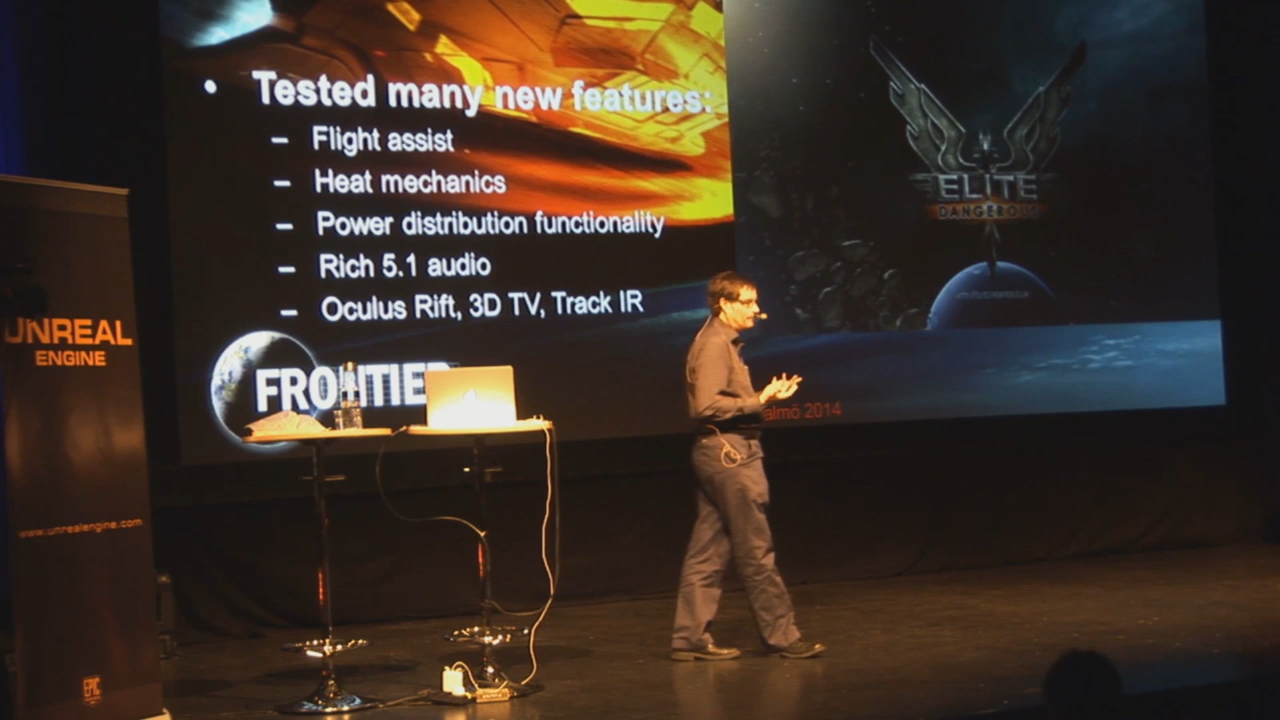 • Tested many new features:
– Flight assist
– Heat mechanics
– Power distribution functionality
– Rich 5.1 audio
– Oculus Rift, 3D TV, Track IR
FRONTIER
ELITE
DANGEROUS
almö 2014
UNREAL
ENGINE
www.unrealengine.com
EPIC